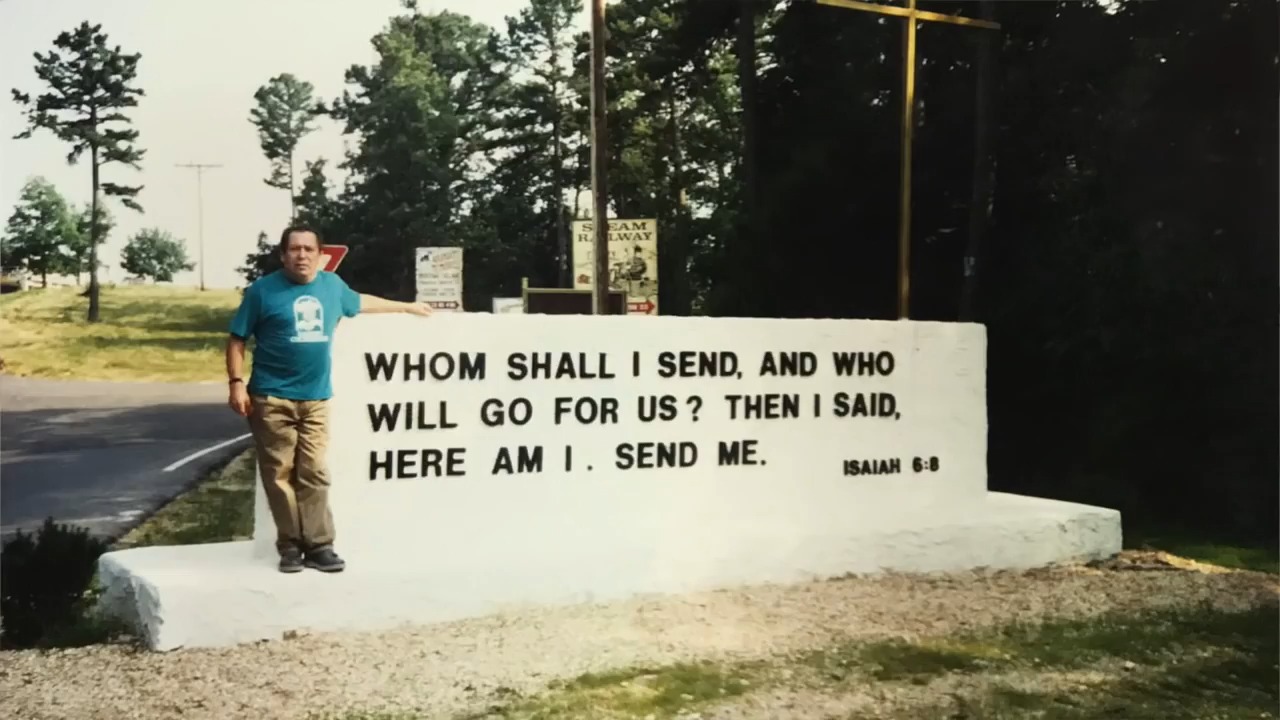 STEAM
RAILWAY
WHOM SHALL I SEND, AND WHO
WILL GO FOR US? THEN I SAID,
HERE AM I. SEND ME.
ISAIAH 6:8